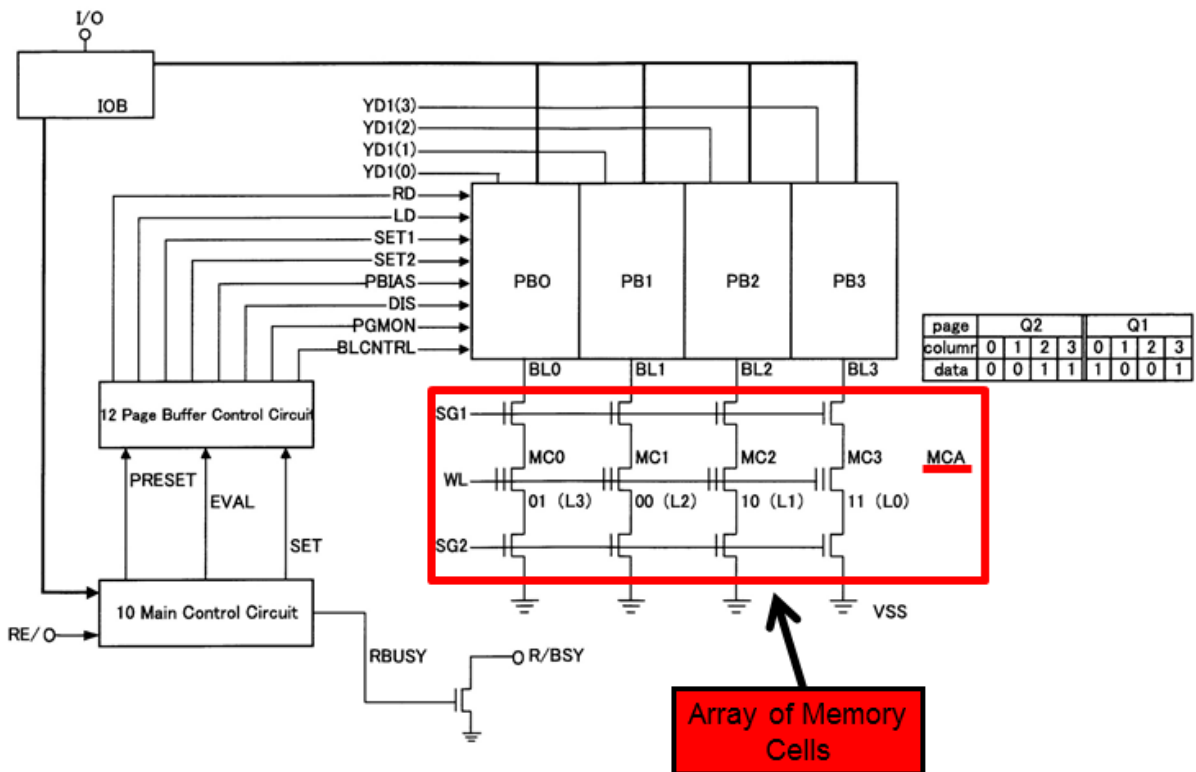 I/O
IOB
YD1(3)
YD1(2)
YD1(1)
YD1(0)
RD
LD
SET1
SET2
PBIAS
DIS
PGMON
BLCNTRL
PB0 PB1 PB2 PB3
page Q2 Q1
column 0 1 2 3 0 1 2 3
data 0 0 1 1 1 0 0 1
BL0 BL1 BL2 BL3
12 Page Buffer Control Circuit
SG1
MC0 MC1 MC2 MC3 MCA
WL
01 (L3) 00 (L2) 10 (L1) 11 (L0)
SG2
VSS
PRESET
EVAL
SET
10 Main Control Circuit
RE/
RBUSY
R/BSY
Array of Memory
Cells